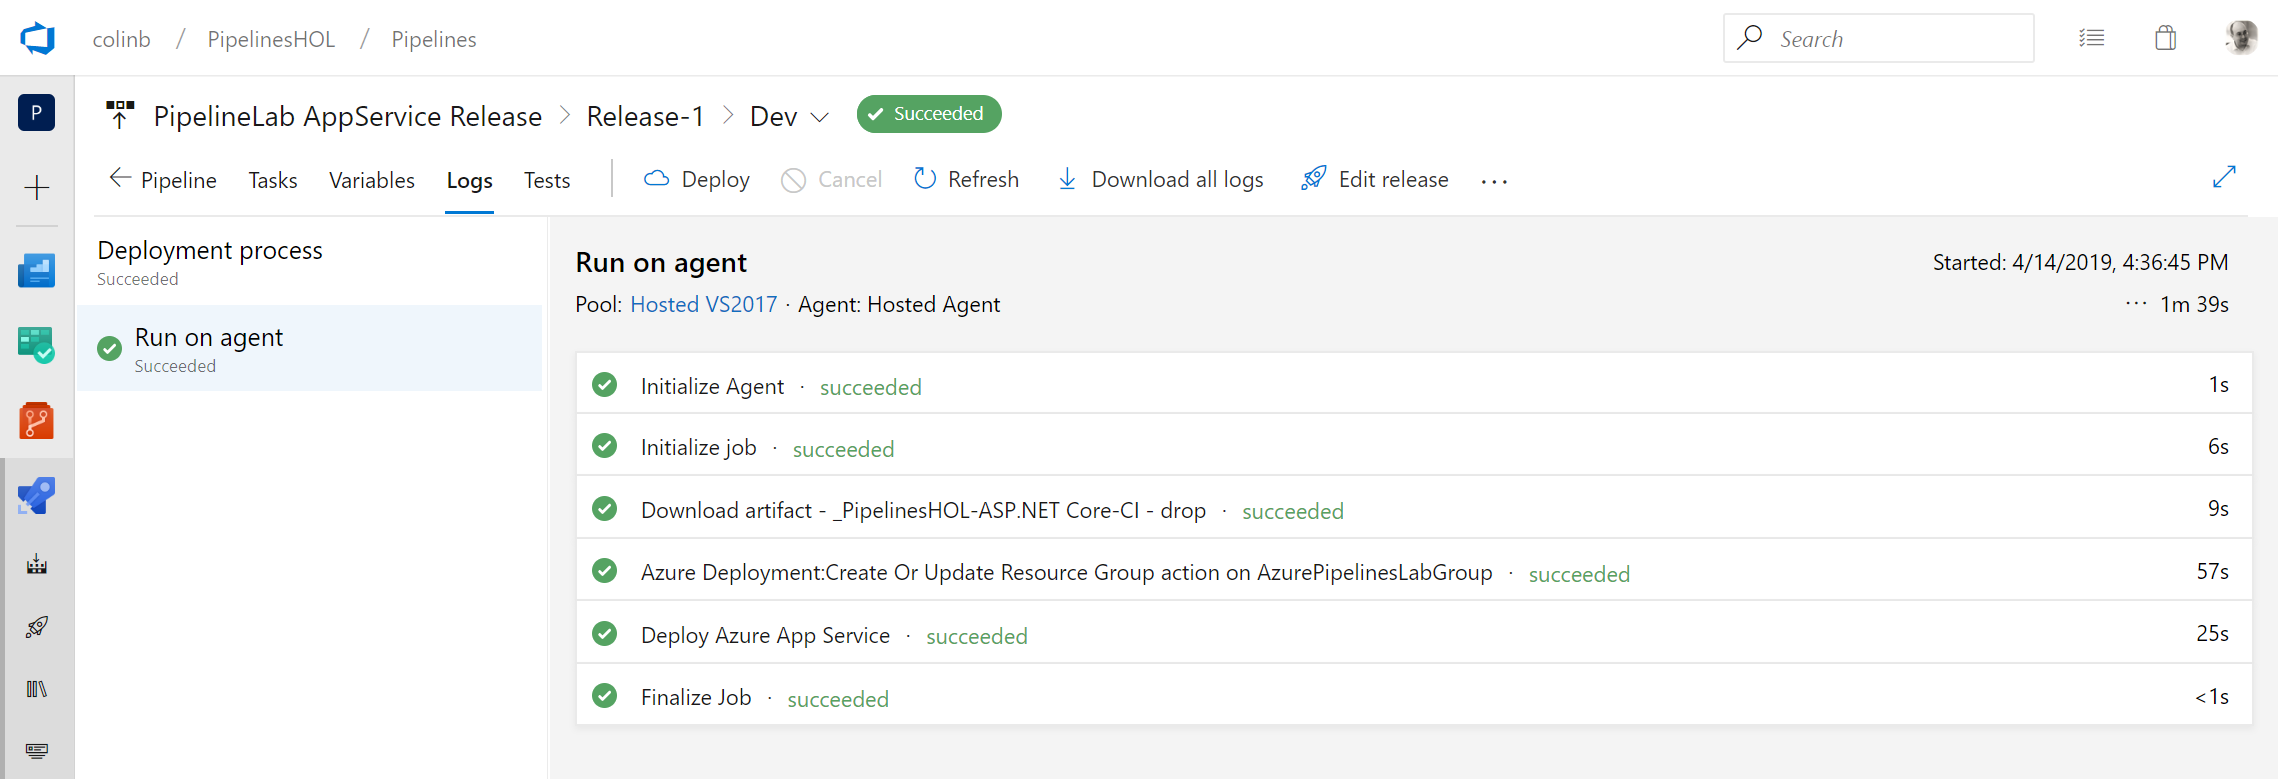 colinb / PipelinesHOL / Pipelines
Search
P
PipelineLab AppService Release > Release-1 > Dev Succeeded
Pipeline Tasks Variables Logs Tests Deploy Cancel Refresh Download all logs Edit release ...
Deployment process
Succeeded
Run on agent
Succeeded
Run on agent
Started: 4/14/2019, 4:36:45 PM
Pool: Hosted VS2017 · Agent: Hosted Agent
... 1m 39s
Initialize Agent · succeeded 1s
Initialize job · succeeded 6s
Download artifact - _PipelinesHOL-ASP.NET Core-CI - drop · succeeded 9s
Azure Deployment:Create Or Update Resource Group action on AzurePipelinesLabGroup · succeeded 57s
Deploy Azure App Service · succeeded 25s
Finalize Job · succeeded <1s